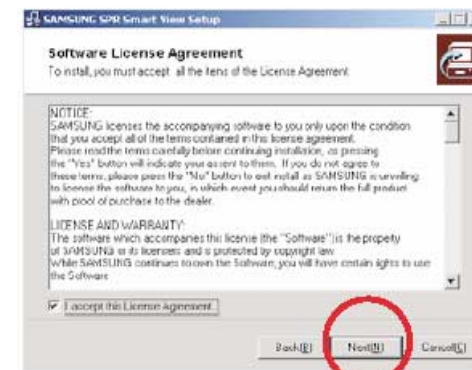 SAMSUNG SPR Smart View Setup
Software License Agreement
To install, you must accept all the items of the License Agreement
NOTICE:
SAMSUNG licenses the accompanying software to you only upon the condition
that you accept all of the terms contained in this license agreement.
Please read the terms carefully before continuing installation, as pressing
the "Yes" button will indicate your assent to them. If you do not agree to
these terms, please press the "No" button to exit install as SAMSUNG is unwilling
to license the software to you, in which event you should return the full product
with proof of purchase to the dealer.
LICENSE AND WARRANTY:
The software which accompanies this license (the "Software") is the property
of SAMSUNG or its licensors and is protected by copyright law.
While SAMSUNG continues to own the Software, you will have certain rights to use
the Software
I accept this License Agreement.
Back(B) Next(N) Cancel(C)